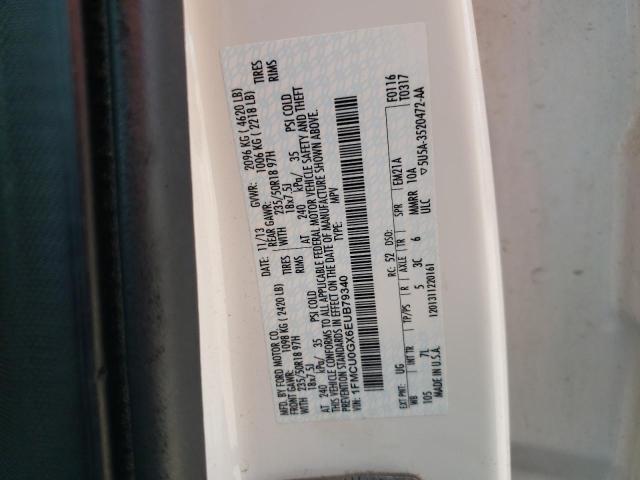 MFD. BY FORD MOTOR CO.
DATE: 11/13 GVWR: 2096 KG ( 4620 LB)
FRONT GAWR: 1098 KG ( 2420 LB) REAR GAWR: 1006 KG ( 2218 LB)
WITH 235/50R18 97H TIRES WITH 235/50R18 97H TIRES
18x7.5J RIMS 18x7.5J RIMS
AT 240 kPa/ 35 PSI COLD AT 240 kPa/ 35 PSI COLD
THIS VEHICLE CONFORMS TO ALL APPLICABLE FEDERAL MOTOR VEHICLE SAFETY AND THEFT
PREVENTION STANDARDS IN EFFECT ON THE DATE OF MANUFACTURE SHOWN ABOVE.
VIN: 1FMCU0GX6EUB79340 TYPE: MPV
F0116
T0317
EXT PNT: UG RC: 52 DSO:
WB INT TR TP/PS R AXLE TR SPR EM21A
105 7L 5 3C 6 MMRR 10A
MADE IN U.S.A. ULC
1201311220161 ▽5U5A-3520472-AA